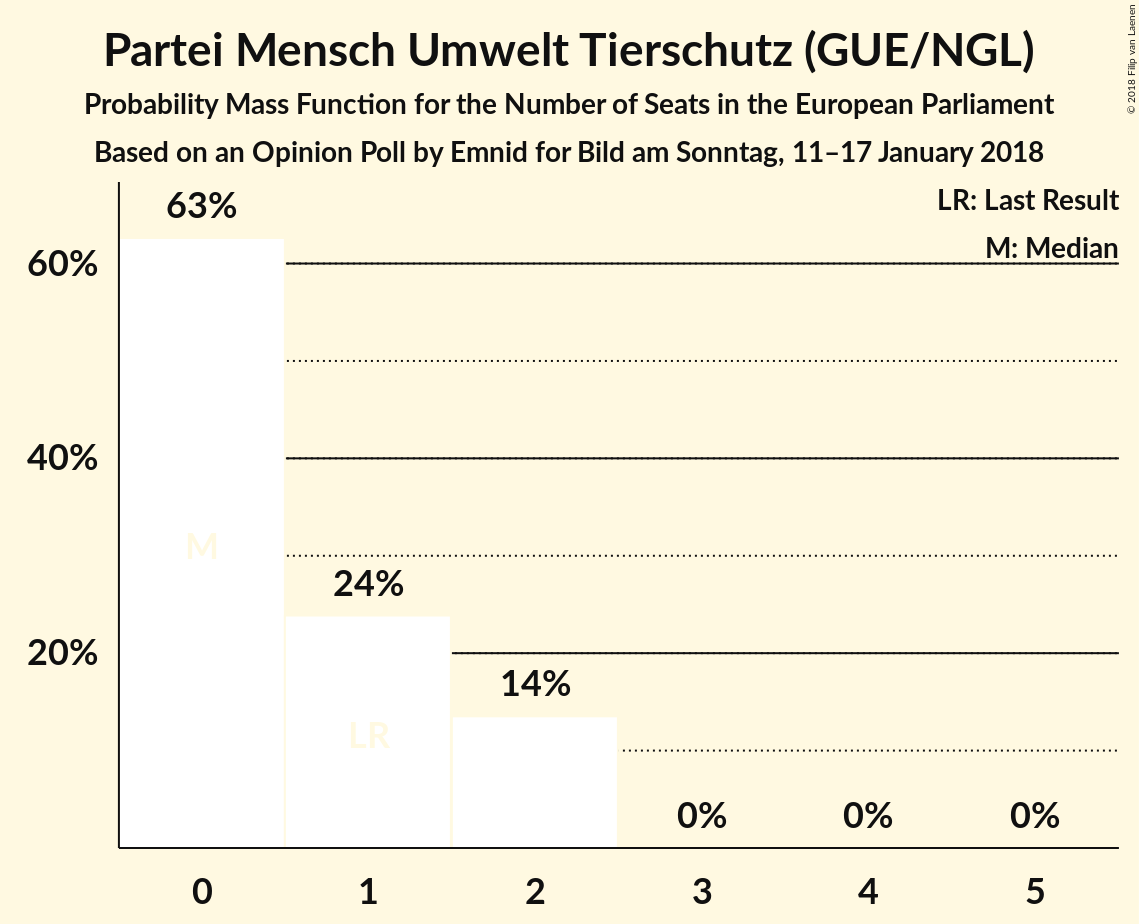 Partei Mensch Umwelt Tierschutz (GUE/NGL)
Probability Mass Function for the Number of Seats in the European Parliament
Based on an Opinion Poll by Emnid for Bild am Sonntag, 11–17 January 2018
© 2018 Filip van Laenen
LR: Last Result
M: Median
63%
60%
40%
M
24%
20%
14%
LR
0% 0% 0%
0 1 2 3 4 5